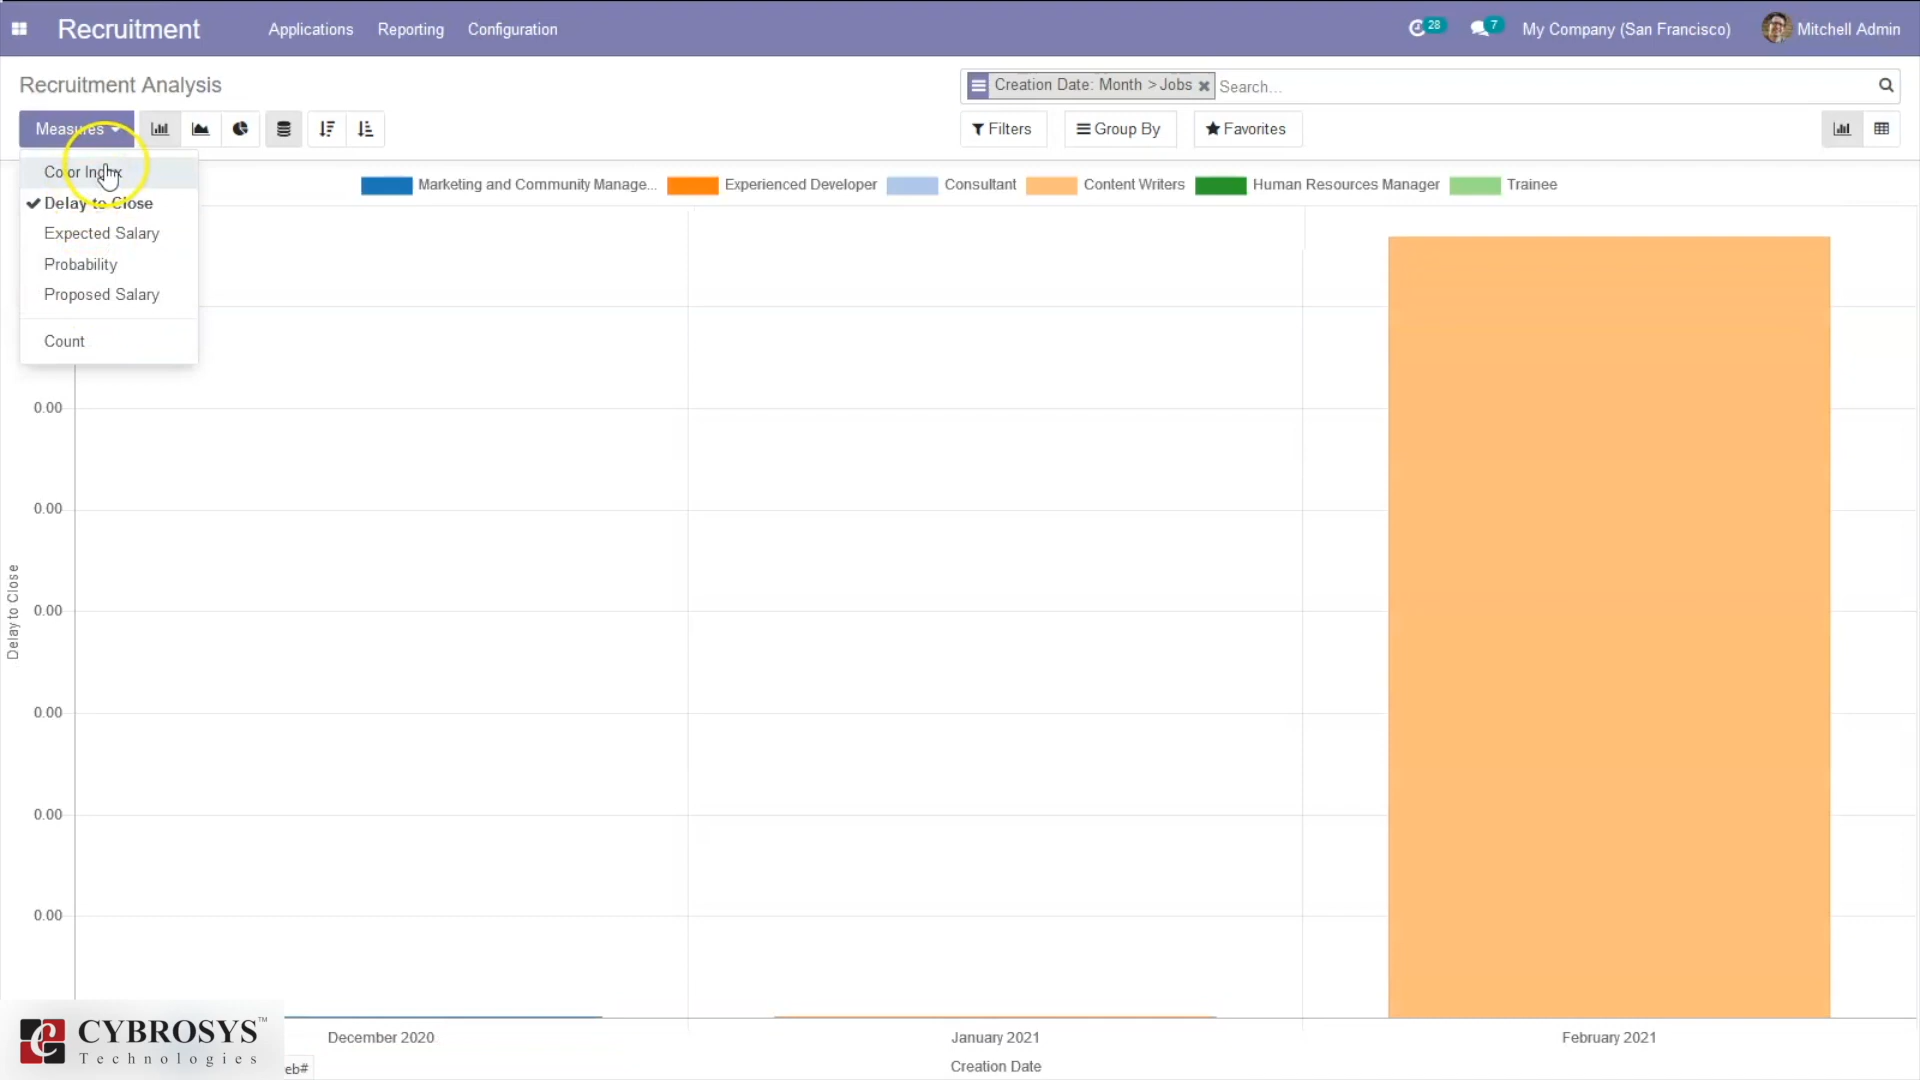 Recruitment
Applications
Reporting
Configuration
28
7
My Company (San Francisco)
Mitchell Admin
Recruitment Analysis
Creation Date: Month > Jobs
Search...
Measures
Filters
Group By
Favorites
Color Index
Delay to Close
Expected Salary
Probability
Proposed Salary
Count
Marketing and Community Manage...
Experienced Developer
Consultant
Content Writers
Human Resources Manager
Trainee
0.00
0.00
0.00
0.00
0.00
0.00
Delay to Close
December 2020
January 2021
February 2021
Creation Date
CYBROSYS™
Technologies
eb#